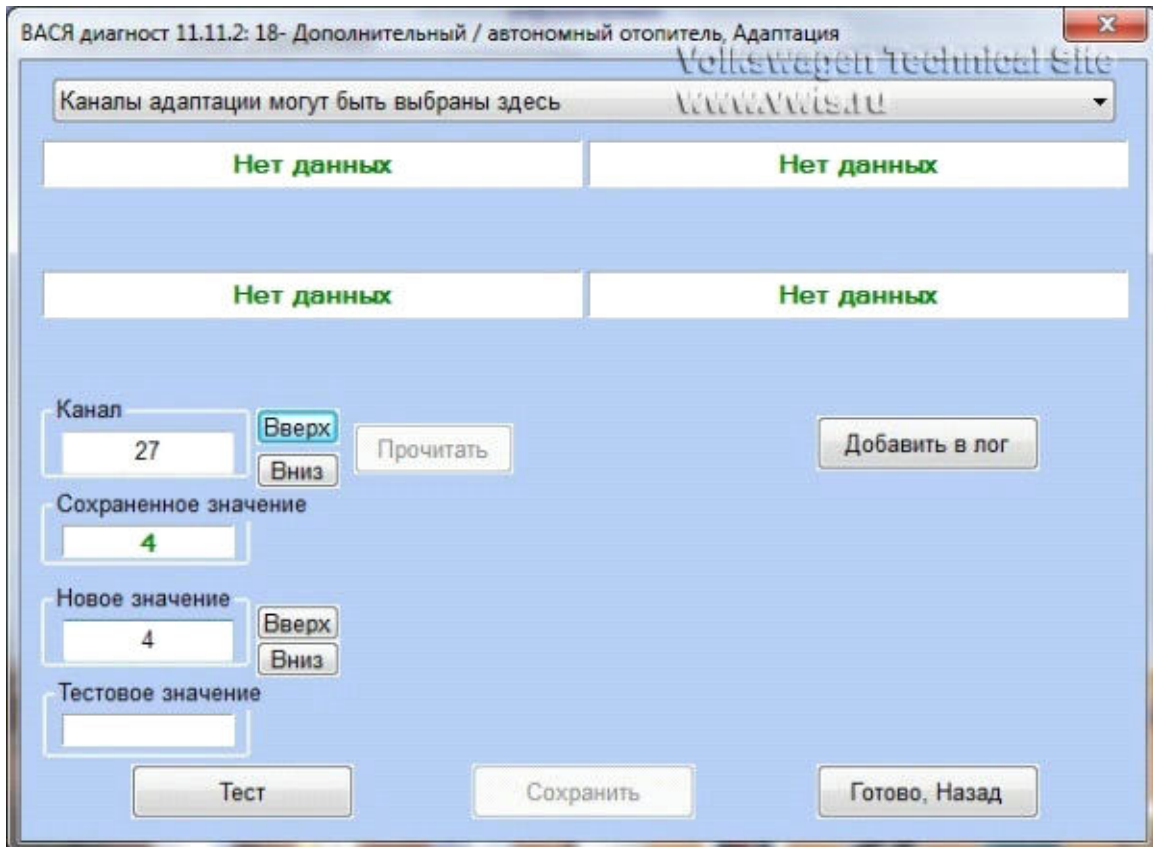 ВАСЯ диагност 11.11.2: 18- Дополнительный / автономный отопитель, Адаптация
Volkswagen Technical Site
Каналы адаптации могут быть выбраны здесь
www.vwts.ru
Нет данных
Нет данных
Нет данных
Нет данных
Канал
27
Вверх
Вниз
Прочитать
Добавить в лог
Сохраненное значение
4
Новое значение
4
Вверх
Вниз
Тестовое значение
Тест
Сохранить
Готово, Назад